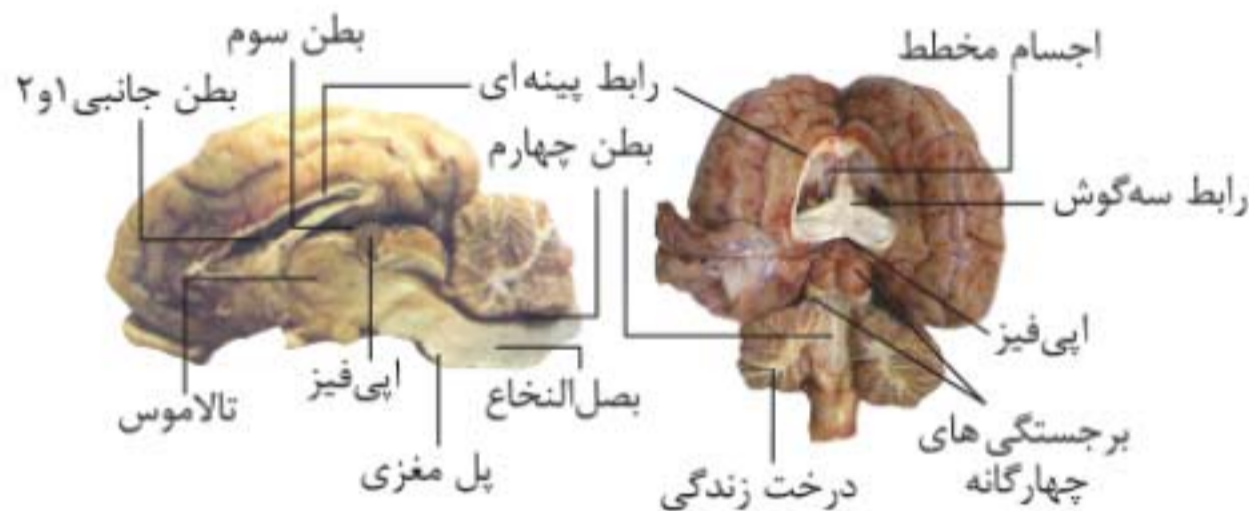 بطن سوم
اجسام مخطط
رابط پینه‌ای
بطن جانبی ۱و۲
بطن چهارم
رابط سه‌گوش
اپی‌فیز
اپی‌فیز
بصل‌النخاع
تالاموس
برجستگی‌های
چهارگانه
پل مغزی
درخت زندگی